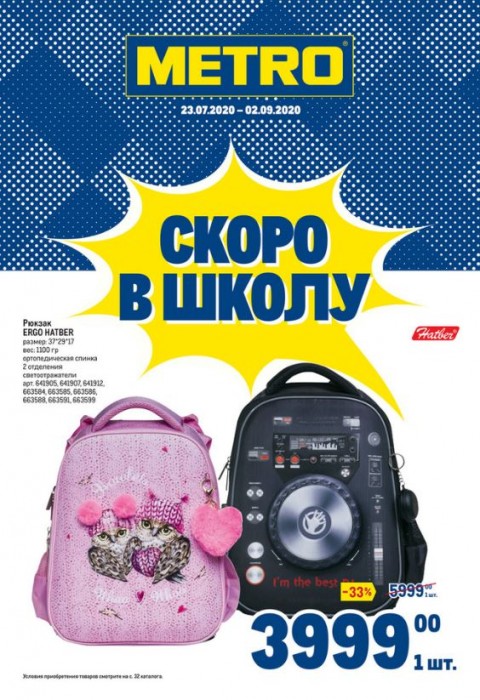 METRO
23.07.2020 – 02.09.2020
СКОРО
В ШКОЛУ
Рюкзак
ERGO HATBER
размер: 37*29*17
вес: 1100 гр
ортопедическая спинка
2 отделения
светоотражатели
арт. 641905, 641907, 641912,
663584, 663585, 663586,
663588, 663591, 663599
Hatber
I'm the best
-33%
5999 00
1 шт.
3999 00
1 шт.
Условия приобретения товаров смотрите на с. 32 каталога.